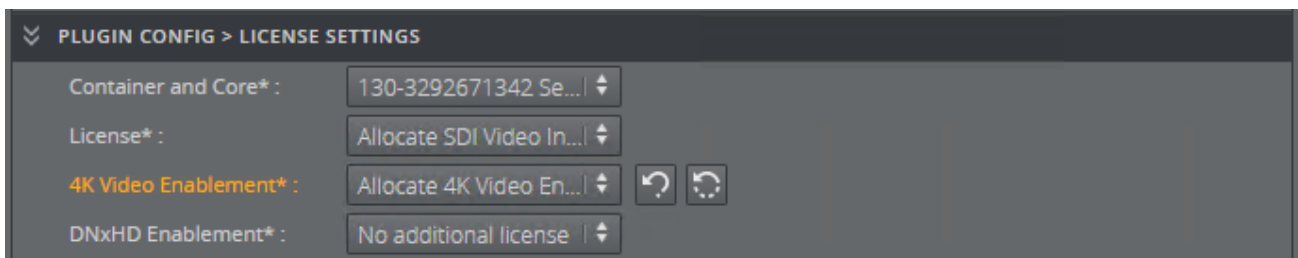 PLUGIN CONFIG > LICENSE SETTINGS
Container and Core* : 130-3292671342 Se...
License* : Allocate SDI Video In...
4K Video Enablement* : Allocate 4K Video En...
DNxHD Enablement* : No additional license